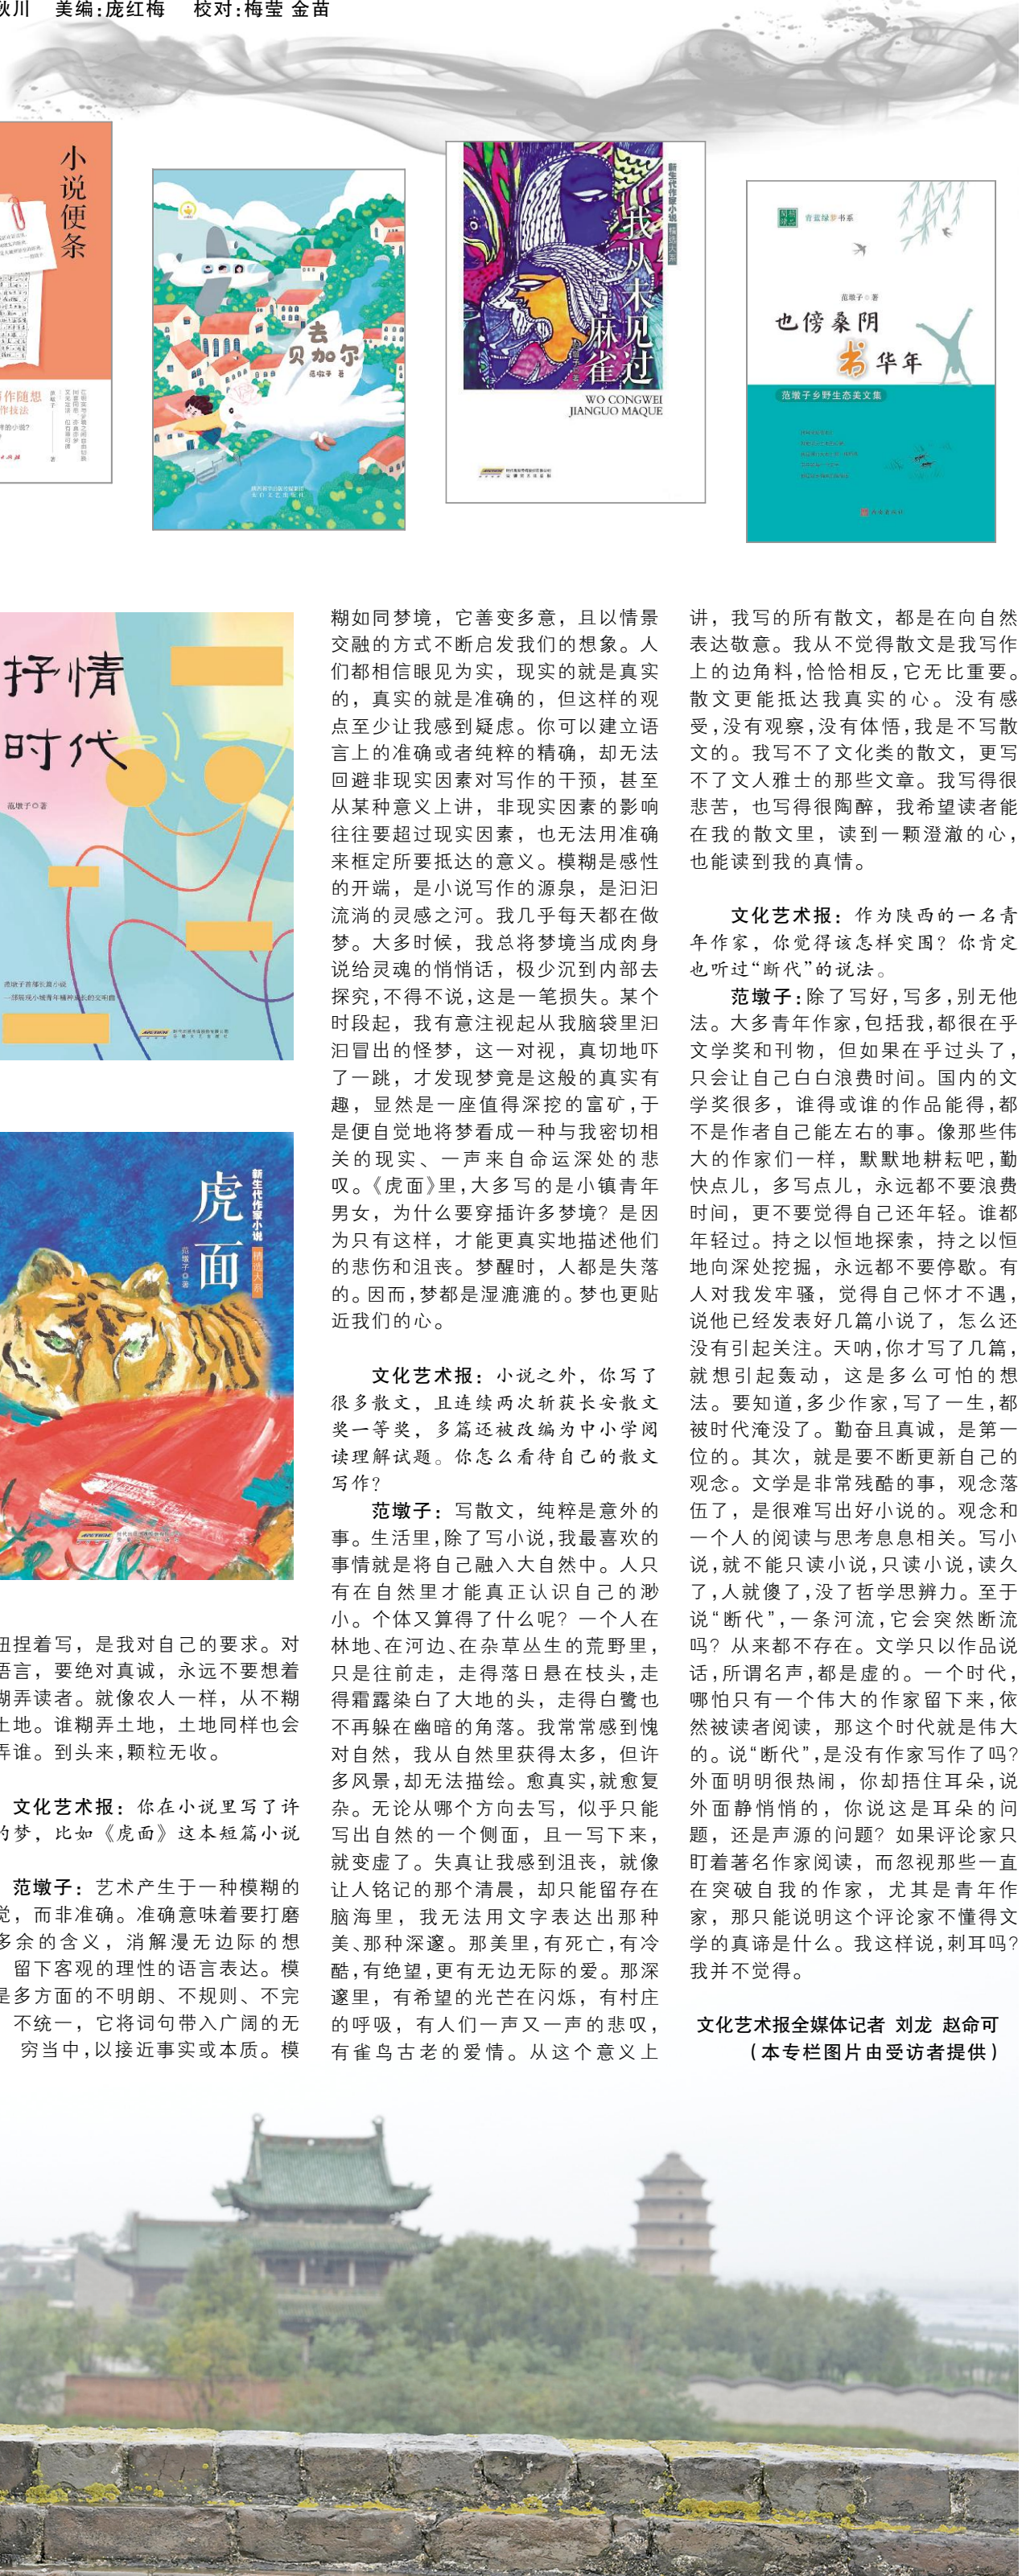 秋川 美编:庞红梅 校对:梅莹 金苗
小说便条
作随想
作技法
去
贝加尔
范墩子 著
新生代作家小说
精选大系
我从未见过
麻雀
WO CONGWEI
JIANGUO MAQUE
青蓝绿梦书系
范墩子◎著
也傍桑阴
书华年
范墩子乡野生态美文集
抒情
时代
范墩子◎著
范墩子首部长篇小说
新生代作家小说
精选大系
虎面
范墩子◎著
扭捏着写，是我对自己的要求。对
语言，要绝对真诚，永远不要想着
糊弄读者。就像农人一样，从不糊
土地。谁糊弄土地，土地同样也会
弄谁。到头来,颗粒无收。
文化艺术报：你在小说里写了许
的梦，比如《虎面》这本短篇小说
范墩子：艺术产生于一种模糊的
觉，而非准确。准确意味着要打磨
多余的含义，消解漫无边际的想
留下客观的理性的语言表达。模
是多方面的不明朗、不规则、不完
不统一，它将词句带入广阔的无
穷当中,以接近事实或本质。模
糊如同梦境，它善变多意，且以情景
交融的方式不断启发我们的想象。人
们都相信眼见为实，现实的就是真实
的，真实的就是准确的，但这样的观
点至少让我感到疑虑。你可以建立语
言上的准确或者纯粹的精确，却无法
回避非现实因素对写作的干预，甚至
从某种意义上讲，非现实因素的影响
往往要超过现实因素，也无法用准确
来框定所要抵达的意义。模糊是感性
的开端，是小说写作的源泉，是汩汩
流淌的灵感之河。我几乎每天都在做
梦。大多时候，我总将梦境当成肉身
说给灵魂的悄悄话，极少沉到内部去
探究,不得不说,这是一笔损失。某个
时段起，我有意注视起从我脑袋里汩
汩冒出的怪梦，这一对视，真切地吓
了一跳，才发现梦竟是这般的真实有
趣，显然是一座值得深挖的富矿,于
是便自觉地将梦看成一种与我密切相
关的现实、一声来自命运深处的悲
叹。《虎面》里,大多写的是小镇青年
男女，为什么要穿插许多梦境？是因
为只有这样，才能更真实地描述他们
的悲伤和沮丧。梦醒时，人都是失落
的。因而,梦都是湿漉漉的。梦也更贴
近我们的心。
文化艺术报：小说之外，你写了
很多散文，且连续两次斩获长安散文
奖一等奖，多篇还被改编为中小学阅
读理解试题。你怎么看待自己的散文
写作？
范墩子：写散文，纯粹是意外的
事。生活里,除了写小说,我最喜欢的
事情就是将自己融入大自然中。人只
有在自然里才能真正认识自己的渺
小。个体又算得了什么呢？一个人在
林地、在河边、在杂草丛生的荒野里，
只是往前走，走得落日悬在枝头,走
得霜露染白了大地的头，走得白鹭也
不再躲在幽暗的角落。我常常感到愧
对自然，我从自然里获得太多，但许
多风景,却无法描绘。愈真实,就愈复
杂。无论从哪个方向去写，似乎只能
写出自然的一个侧面，且一写下来，
就变虚了。失真让我感到沮丧，就像
让人铭记的那个清晨，却只能留存在
脑海里，我无法用文字表达出那种
美、那种深邃。那美里,有死亡,有冷
酷,有绝望,更有无边无际的爱。那深
邃里，有希望的光芒在闪烁，有村庄
的呼吸，有人们一声又一声的悲叹，
有雀鸟古老的爱情。从这个意义上
讲，我写的所有散文，都是在向自然
表达敬意。我从不觉得散文是我写作
上的边角料,恰恰相反,它无比重要。
散文更能抵达我真实的心。没有感
受,没有观察,没有体悟,我是不写散
文的。我写不了文化类的散文，更写
不了文人雅士的那些文章。我写得很
悲苦，也写得很陶醉，我希望读者能
在我的散文里，读到一颗澄澈的心，
也能读到我的真情。
文化艺术报：作为陕西的一名青
年作家，你觉得该怎样突围？你肯定
也听过“断代”的说法。
范墩子:除了写好,写多,别无他
法。大多青年作家,包括我,都很在乎
文学奖和刊物，但如果在乎过头了，
只会让自己白白浪费时间。国内的文
学奖很多，谁得或谁的作品能得,都
不是作者自己能左右的事。像那些伟
大的作家们一样，默默地耕耘吧,勤
快点儿，多写点儿，永远都不要浪费
时间，更不要觉得自己还年轻。谁都
年轻过。持之以恒地探索，持之以恒
地向深处挖掘，永远都不要停歇。有
人对我发牢骚，觉得自己怀才不遇，
说他已经发表好几篇小说了，怎么还
没有引起关注。天呐,你才写了几篇，
就想引起轰动，这是多么可怕的想
法。要知道,多少作家,写了一生,都
被时代淹没了。勤奋且真诚，是第一
位的。其次，就是要不断更新自己的
观念。文学是非常残酷的事，观念落
伍了，是很难写出好小说的。观念和
一个人的阅读与思考息息相关。写小
说,就不能只读小说,只读小说,读久
了,人就傻了,没了哲学思辨力。至于
说“断代”,一条河流,它会突然断流
吗？从来都不存在。文学只以作品说
话,所谓名声,都是虚的。一个时代，
哪怕只有一个伟大的作家留下来,依
然被读者阅读，那这个时代就是伟大
的。说“断代”,是没有作家写作了吗?
外面明明很热闹，你却捂住耳朵,说
外面静悄悄的，你说这是耳朵的问
题，还是声源的问题？如果评论家只
盯着著名作家阅读，而忽视那些一直
在突破自我的作家，尤其是青年作
家，那只能说明这个评论家不懂得文
学的真谛是什么。我这样说,刺耳吗?
我并不觉得。
文化艺术报全媒体记者 刘龙 赵命可
（本专栏图片由受访者提供）